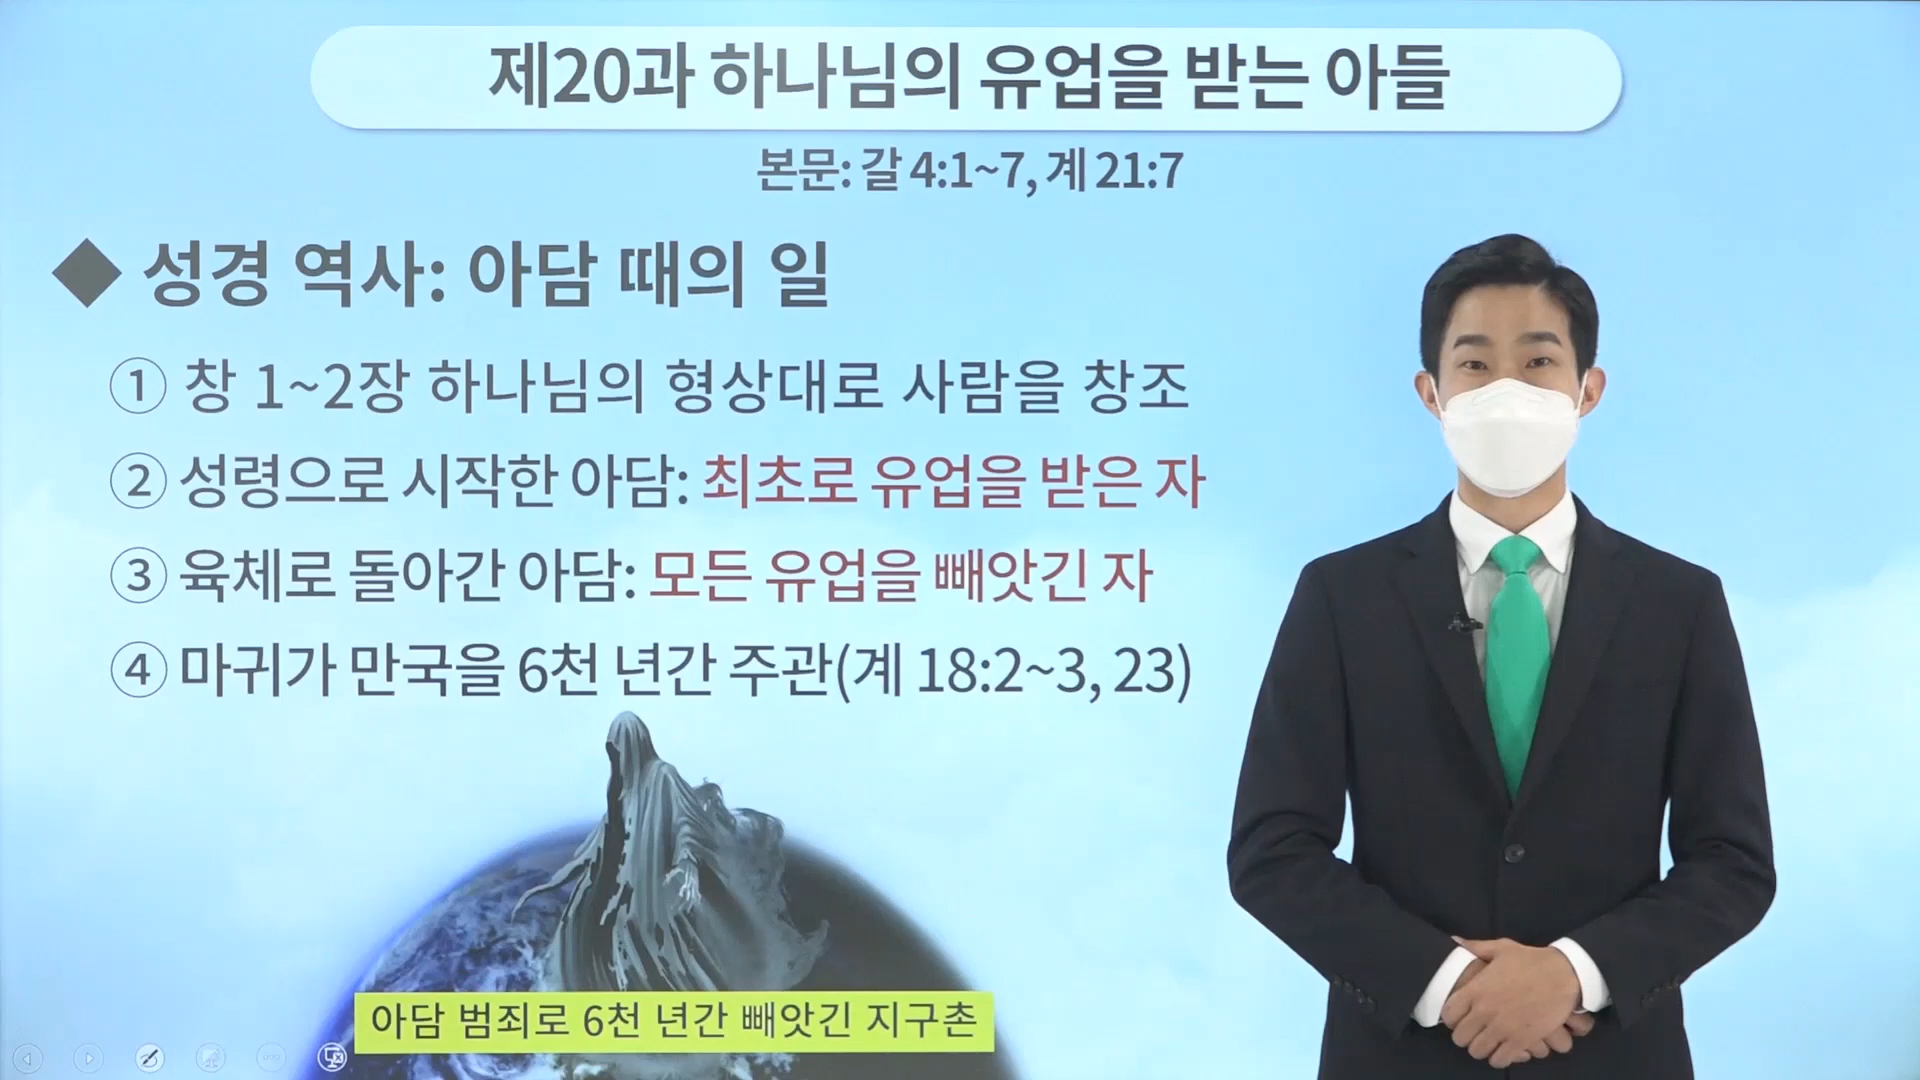 제20과 하나님의 유업을 받는 아들
본문: 갈 4:1~7, 계 21:7
◆ 성경 역사: 아담 때의 일
① 창 1~2장 하나님의 형상대로 사람을 창조
② 성령으로 시작한 아담: 최초로 유업을 받은 자
③ 육체로 돌아간 아담: 모든 유업을 빼앗긴 자
④ 마귀가 만국을 6천 년간 주관(계 18:2~3, 23)
아담 범죄로 6천 년간 빼앗긴 지구촌